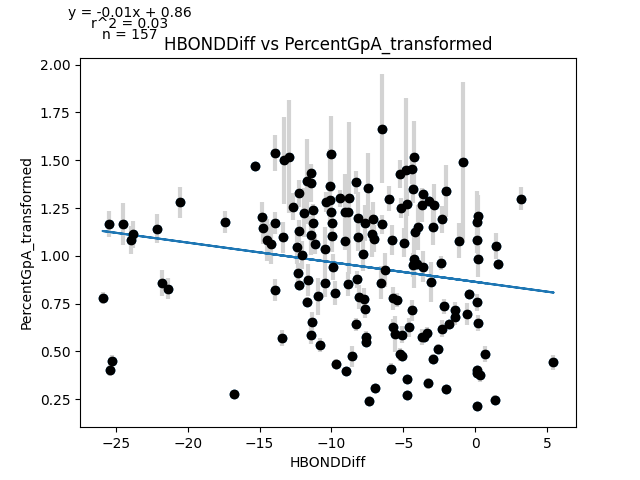 y = -0.01x + 0.86
r^2 = 0.03
n = 157
HBONDDiff vs PercentGpA_transformed
2.00
1.75
1.50
1.25
1.00
0.75
0.50
0.25
PercentGpA_transformed
−25 −20 −15 −10 −5 0 5
HBONDDiff